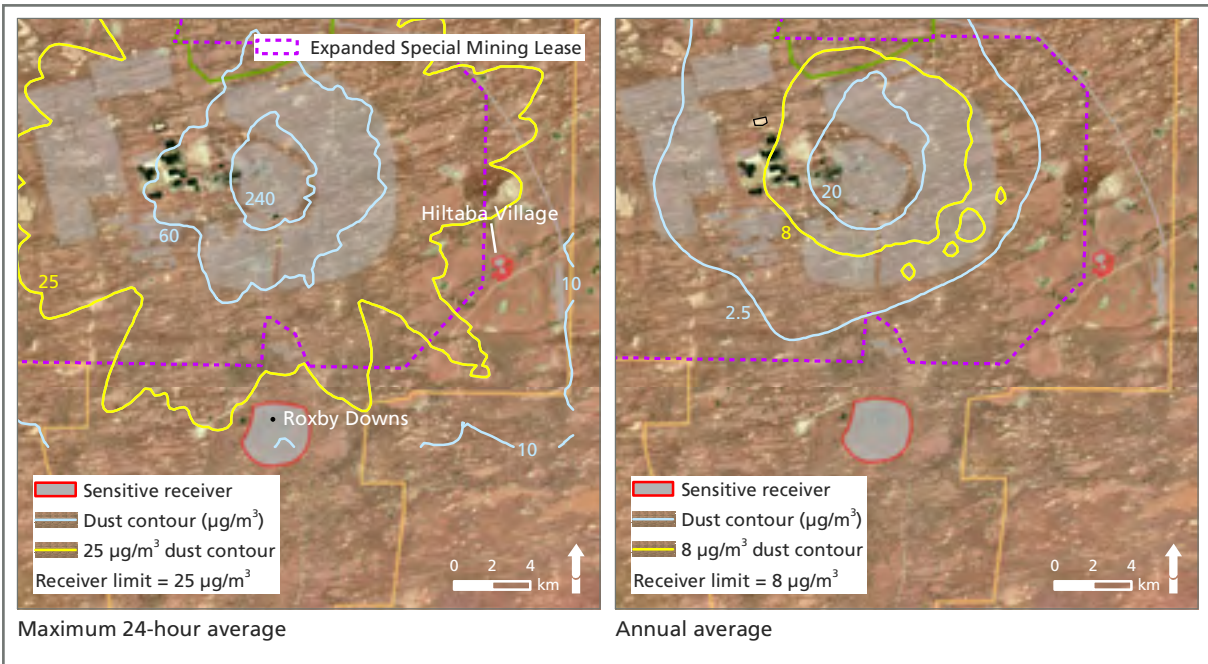 Expanded Special Mining Lease
240
Hiltaba Village
60
25
10
Roxby Downs
10
Sensitive receiver
Dust contour (µg/m³)
25 µg/m³ dust contour
Receiver limit = 25 µg/m³
0 2 4
km
Maximum 24-hour average
20
8
2.5
Sensitive receiver
Dust contour (µg/m³)
8 µg/m³ dust contour
Receiver limit = 8 µg/m³
0 2 4
km
Annual average